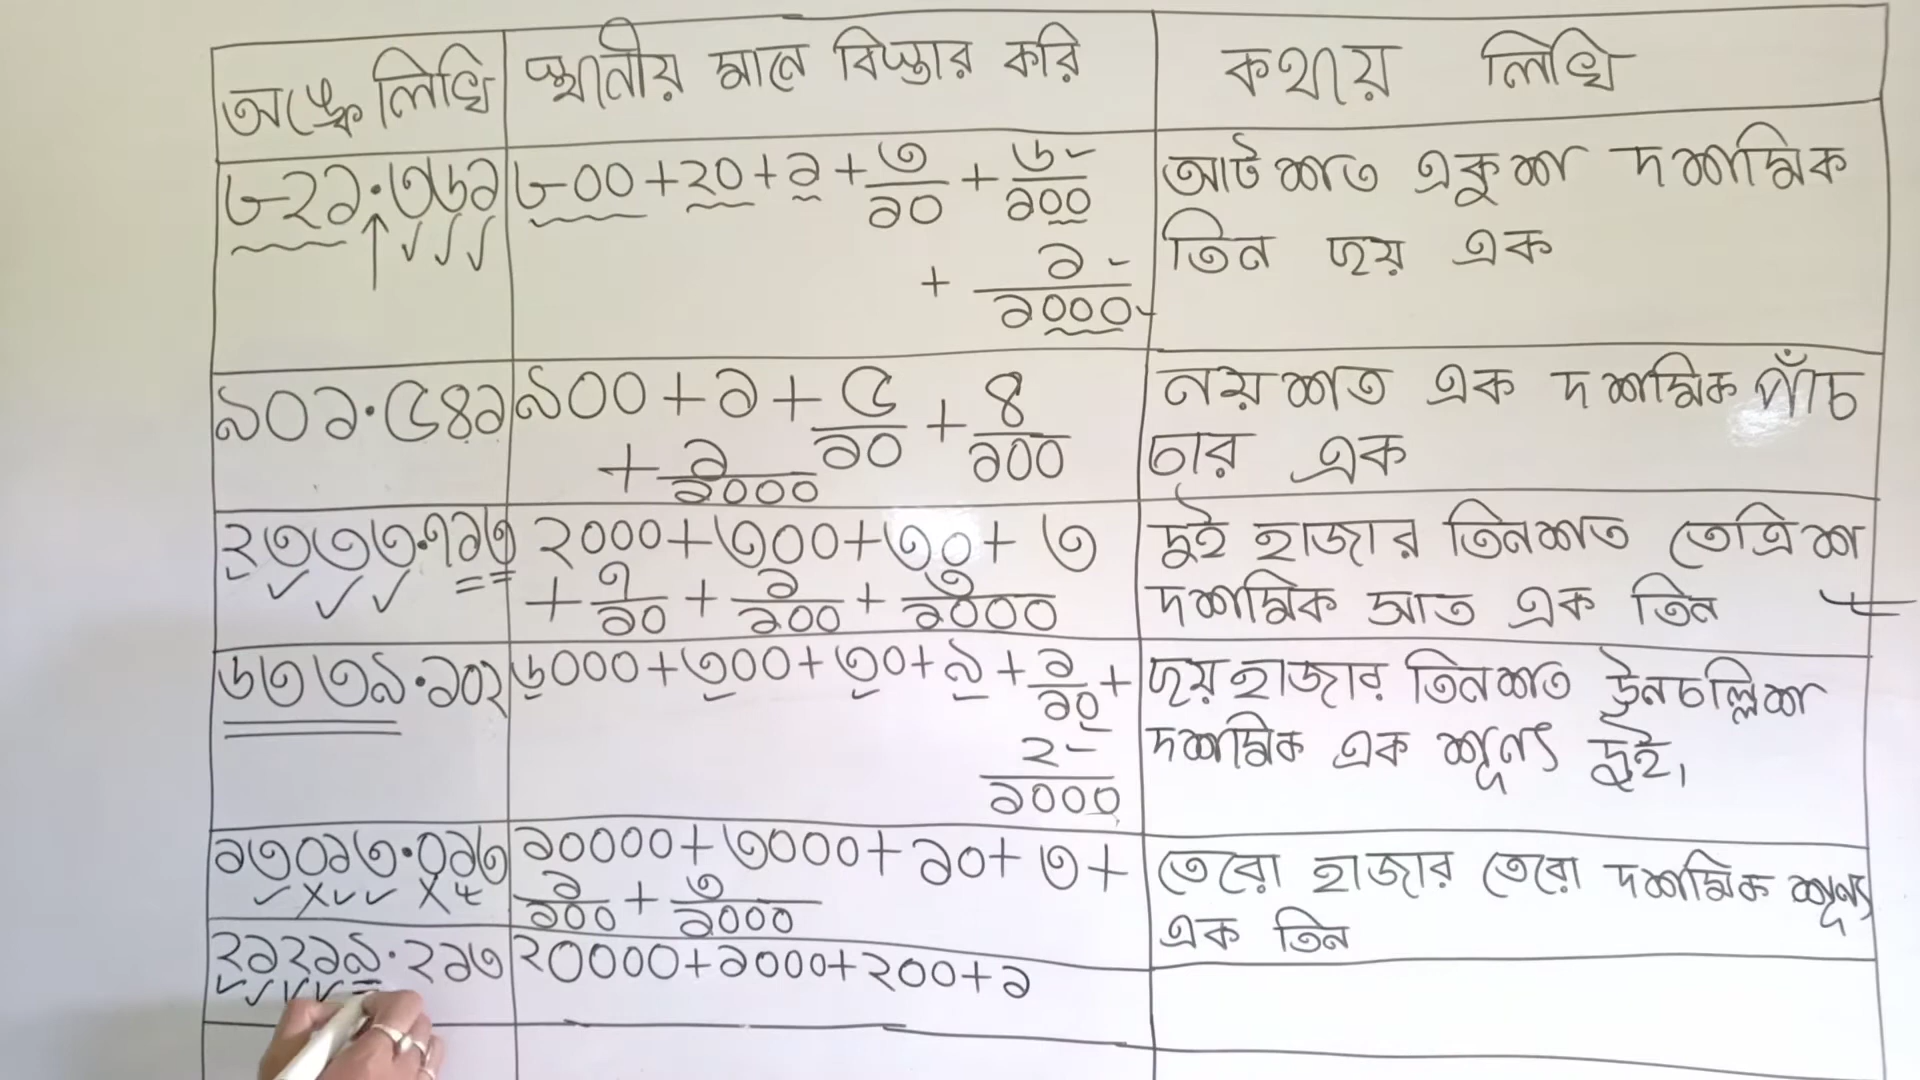 অঙ্কে লিখি স্থানীয় মানে বিস্তার করি কথায় লিখি
৮২১.৩৬১ ৮০০+২০+১+৩/১০+৬/১০০ আটশত একুশ দশমিক
+ ১/১০০০ তিন ছয় এক
৯০১.৫৪১ ৯০০+১+৫/১০+৪/১০০ নয়শত এক দশমিক পাঁচ
+১/১০০০ চার এক
২৩৩৩.৭১৩ ২০০০+৩০০+৩০+৩ দুই হাজার তিনশত তেত্রিশ
+৭/১০+১/১০০+৩/১০০০ দশমিক সাত এক তিন
৬৩৩৯.১০২ ৬০০০+৩০০+৩০+৯+১/১০+ ছয় হাজার তিনশত উনচল্লিশ
২/১০০০ দশমিক এক শূন্য দুই।
১৩০১৩.০১৩ ১০০০০+৩০০০+১০+৩+ তেরো হাজার তেরো দশমিক শূন্য
১/১০০+৩/১০০০ এক তিন
২১২১৯.২১৩ ২০০০০+১০০০+২০০+১